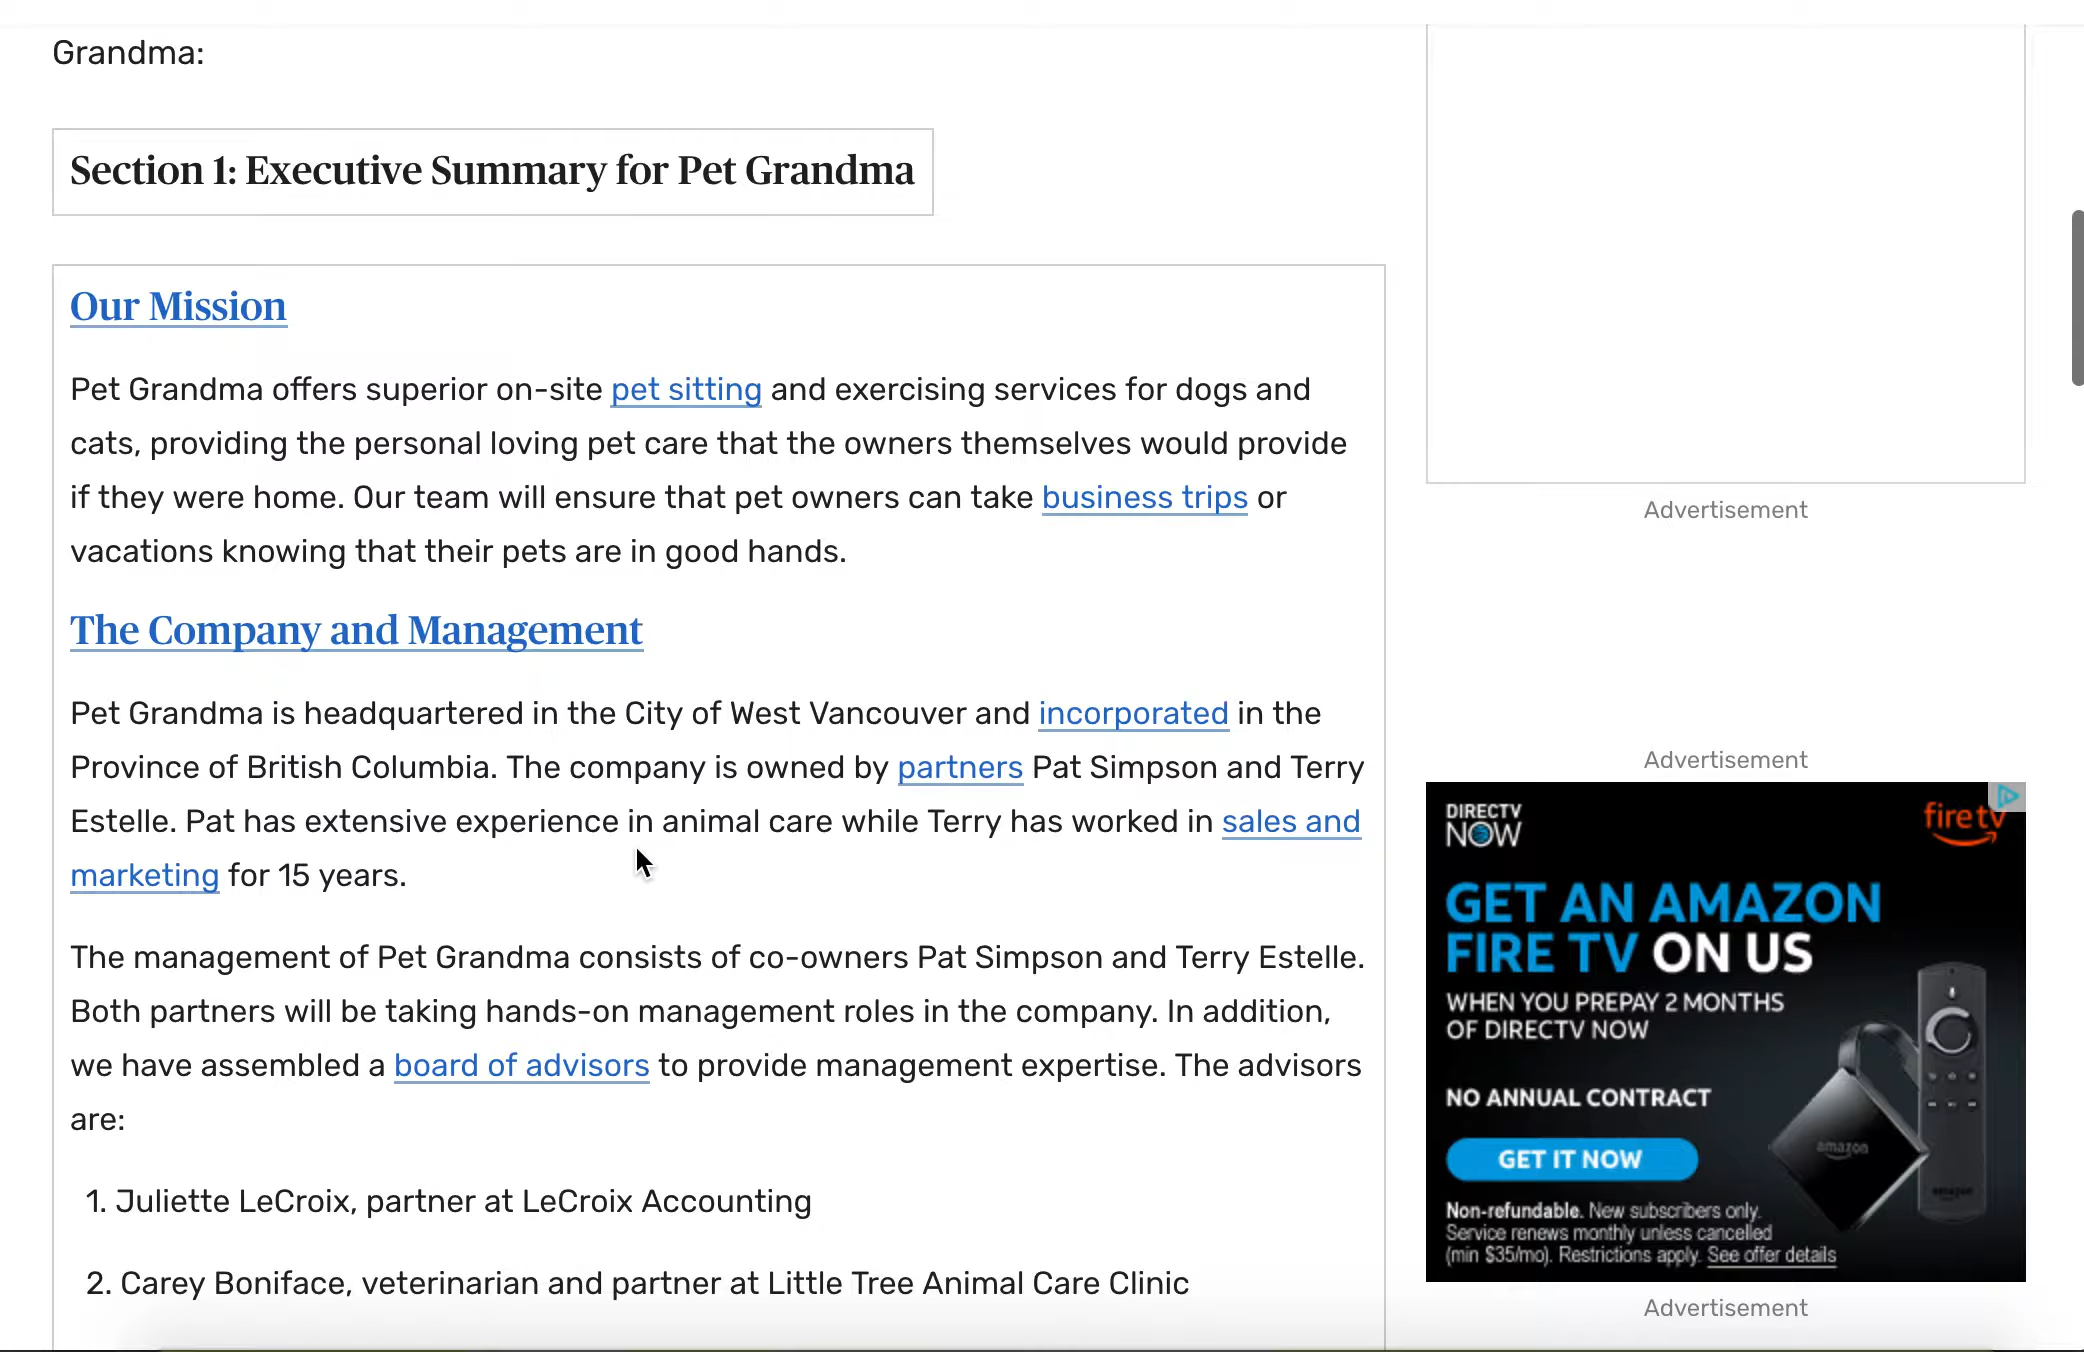 Grandma:
Section 1: Executive Summary for Pet Grandma
Our Mission
Pet Grandma offers superior on-site pet sitting and exercising services for dogs and
cats, providing the personal loving pet care that the owners themselves would provide
if they were home. Our team will ensure that pet owners can take business trips or
vacations knowing that their pets are in good hands.
The Company and Management
Pet Grandma is headquartered in the City of West Vancouver and incorporated in the
Province of British Columbia. The company is owned by partners Pat Simpson and Terry
Estelle. Pat has extensive experience in animal care while Terry has worked in sales and
marketing for 15 years.
The management of Pet Grandma consists of co-owners Pat Simpson and Terry Estelle.
Both partners will be taking hands-on management roles in the company. In addition,
we have assembled a board of advisors to provide management expertise. The advisors
are:
1. Juliette LeCroix, partner at LeCroix Accounting
2. Carey Boniface, veterinarian and partner at Little Tree Animal Care Clinic
Advertisement
Advertisement
DIRECTV
NOW
fire tv
GET AN AMAZON
FIRE TV ON US
WHEN YOU PREPAY 2 MONTHS
OF DIRECTV NOW
NO ANNUAL CONTRACT
GET IT NOW
amazon
amazon
Non-refundable. New subscribers only.
Service renews monthly unless cancelled
(min $35/mo). Restrictions apply. See offer details
Advertisement